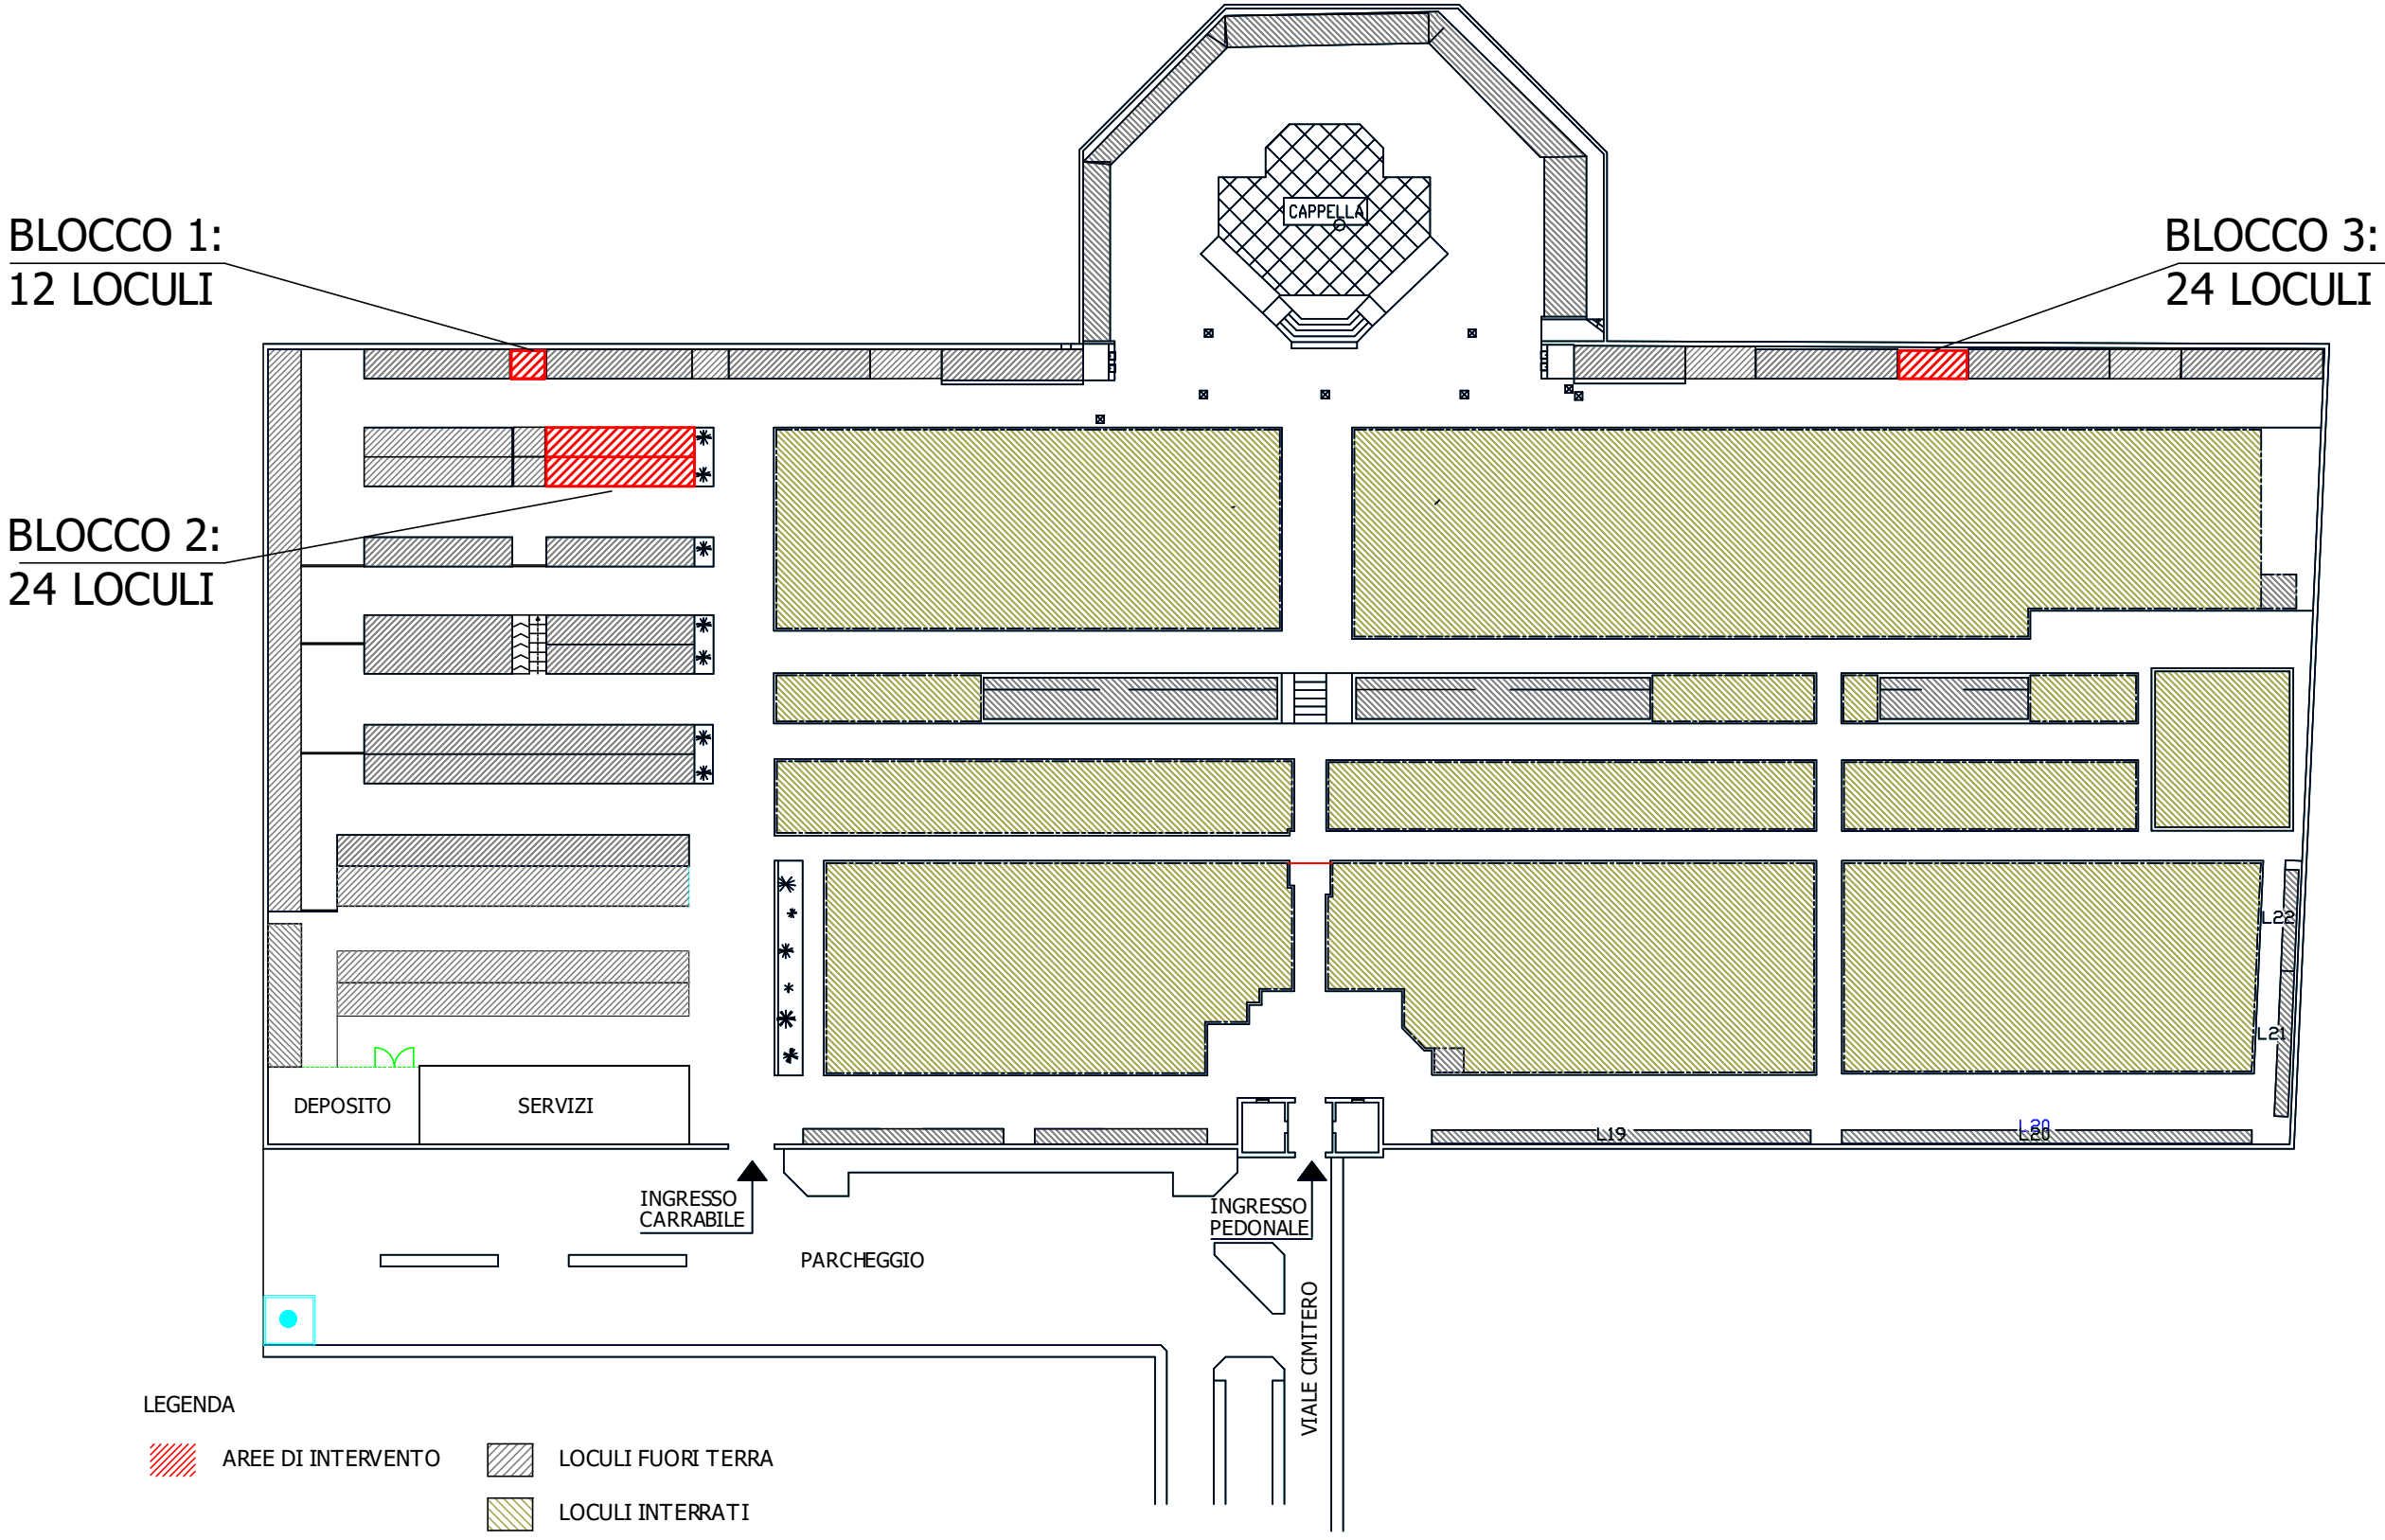 CAPPELLA
BLOCCO 1:
12 LOCULI
BLOCCO 3:
24 LOCULI
BLOCCO 2:
24 LOCULI
L22
L21
DEPOSITO
SERVIZI
L19
L20
L20
INGRESSO
CARRABILE
INGRESSO
PEDONALE
PARCHEGGIO
VIALE CIMITERO
LEGENDA
AREE DI INTERVENTO
LOCULI FUORI TERRA
LOCULI INTERRATI